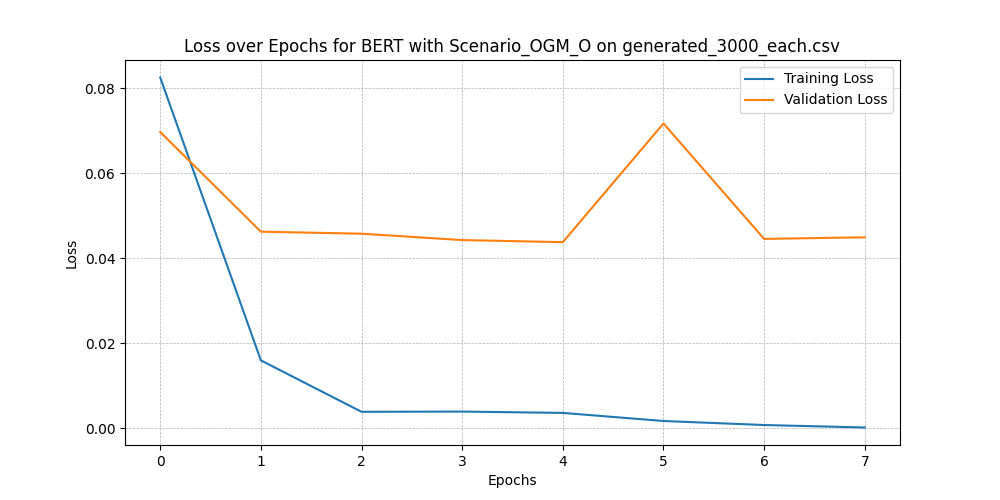 Loss over Epochs for BERT with Scenario_OGM_O on generated_3000_each.csv
Training Loss
Validation Loss
Loss
0.08
0.06
0.04
0.02
0.00
0 1 2 3 4 5 6 7
Epochs